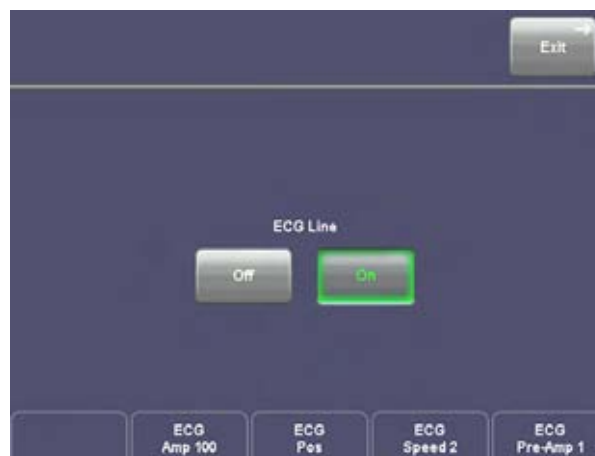 Exit
ECG Line
Off
On
ECG
Amp 100
ECG
Pos
ECG
Speed 2
ECG
Pre-Amp 1